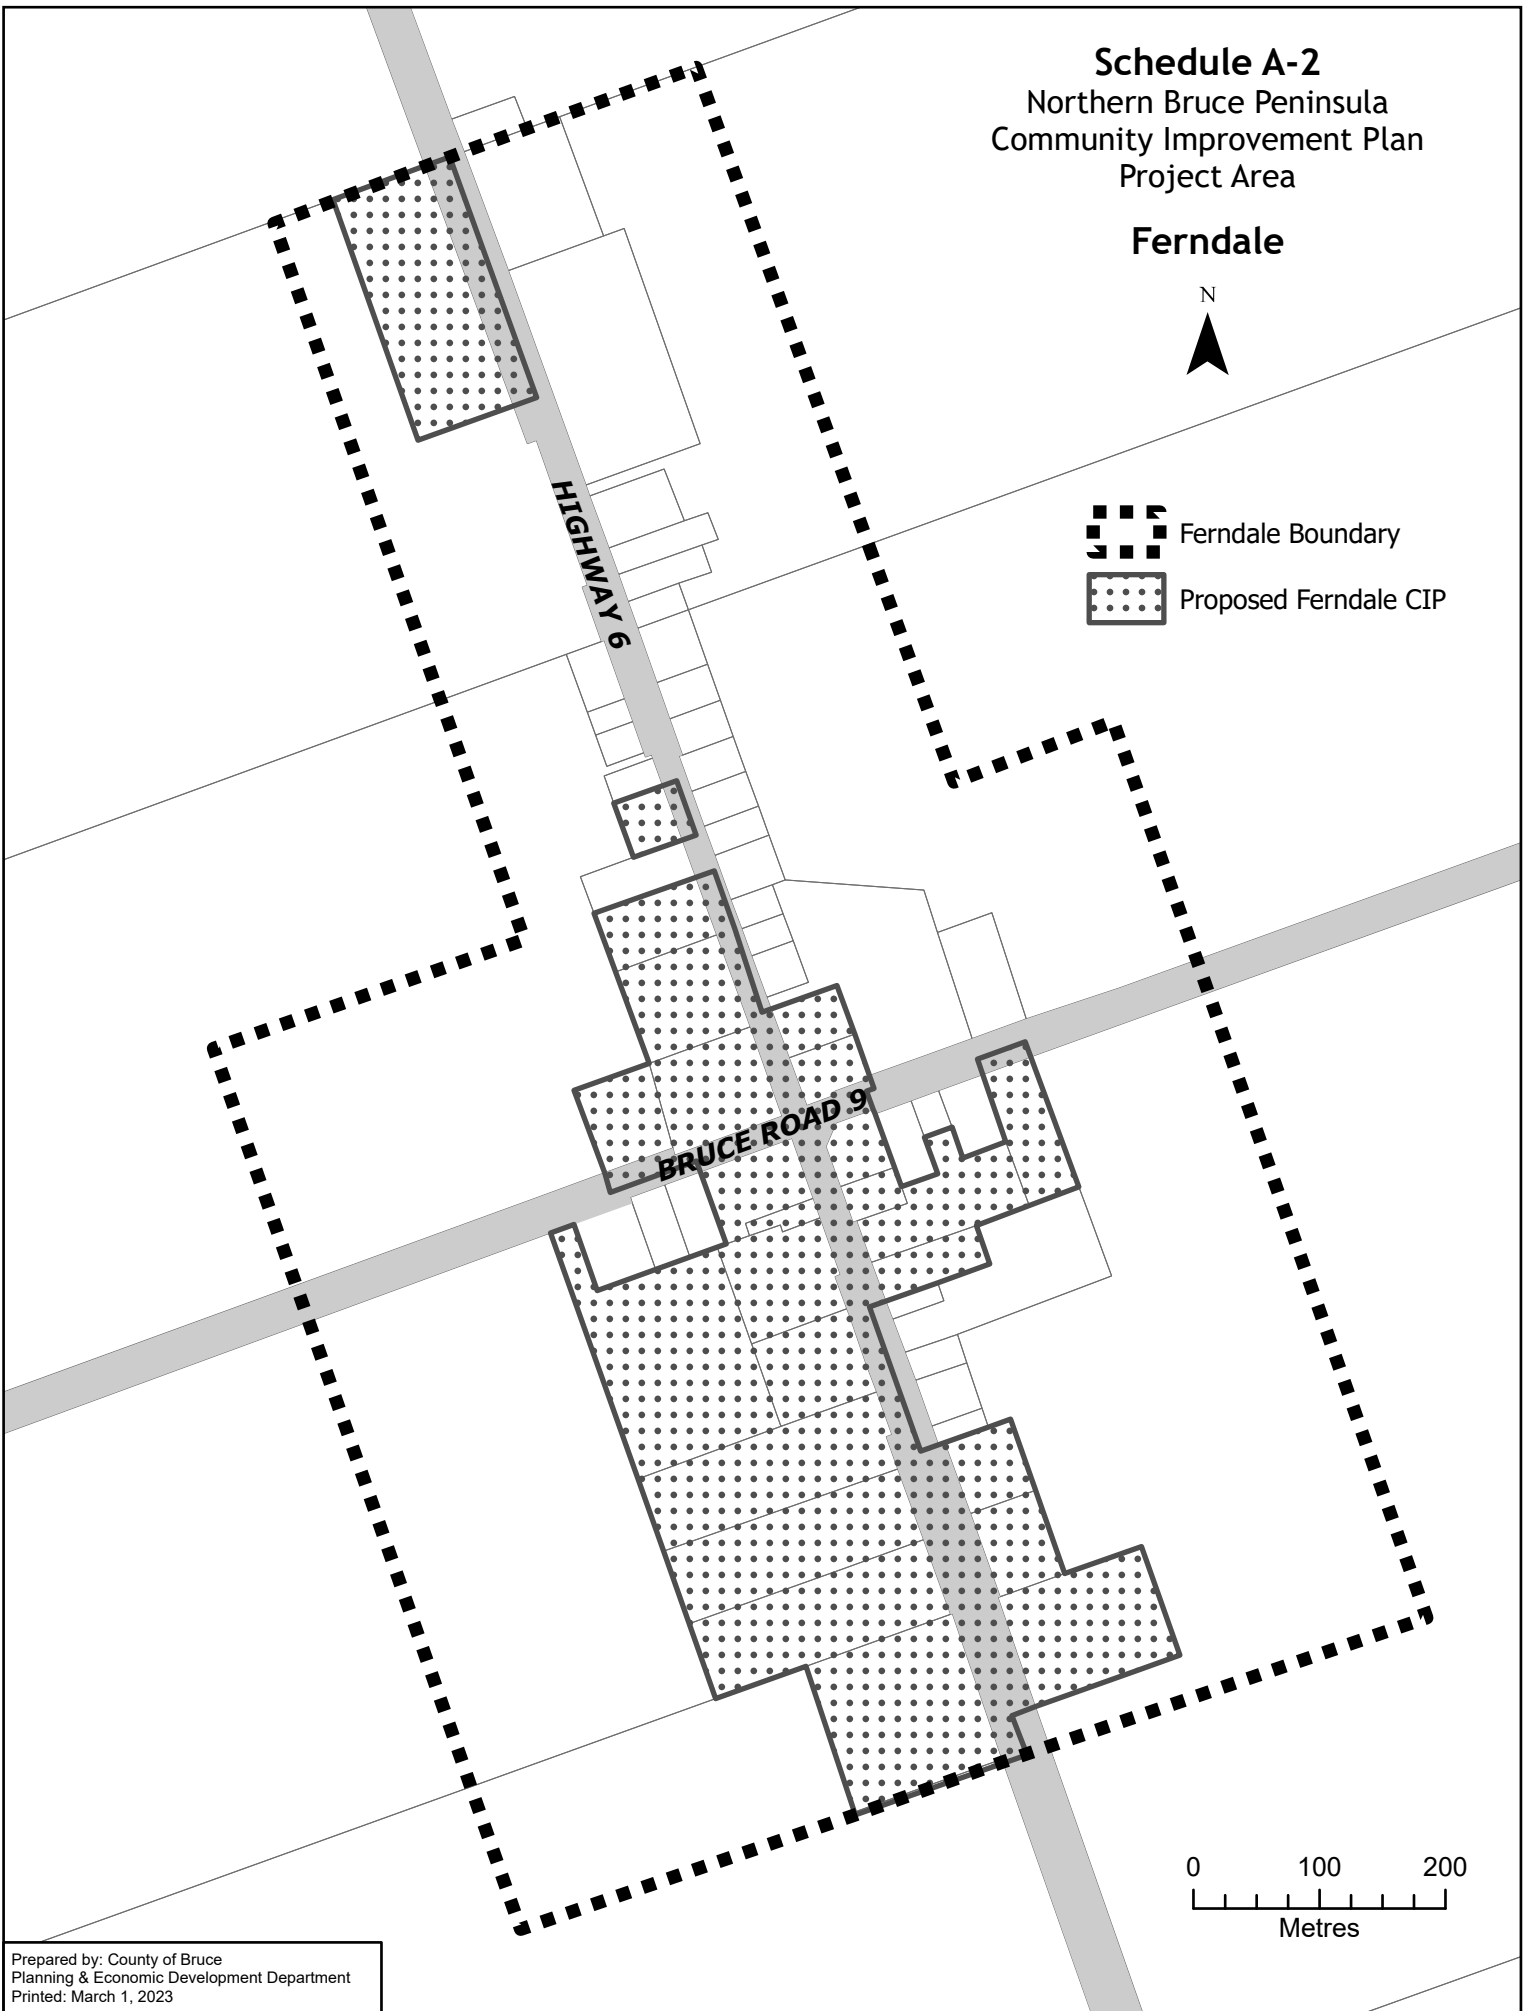 Schedule A-2
Northern Bruce Peninsula
Community Improvement Plan
Project Area
Ferndale
N
Ferndale Boundary
Proposed Ferndale CIP
HIGHWAY 6
BRUCE ROAD 9
0 100 200
Metres
Prepared by: County of Bruce
Planning & Economic Development Department
Printed: March 1, 2023